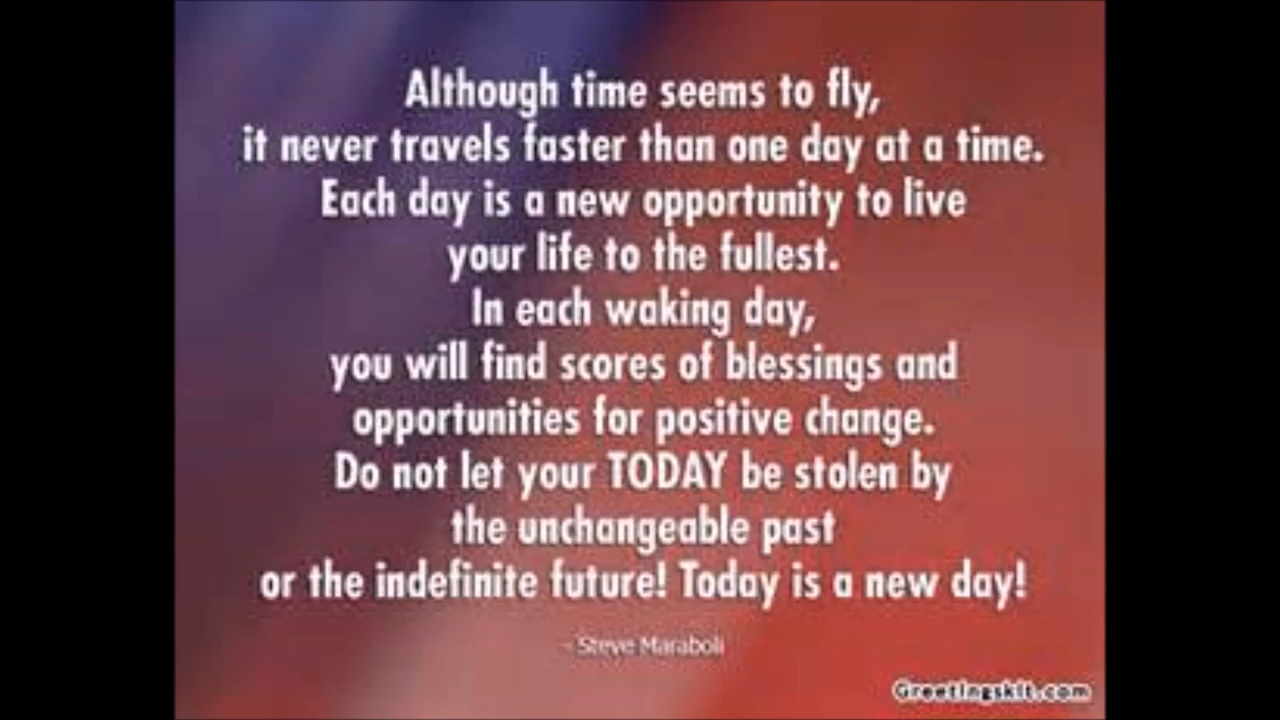 Although time seems to fly,
it never travels faster than one day at a time.
Each day is a new opportunity to live
your life to the fullest.
In each waking day,
you will find scores of blessings and
opportunities for positive change.
Do not let your TODAY be stolen by
the unchangeable past
or the indefinite future! Today is a new day!
- Steve Maraboli
Greetingskit.com